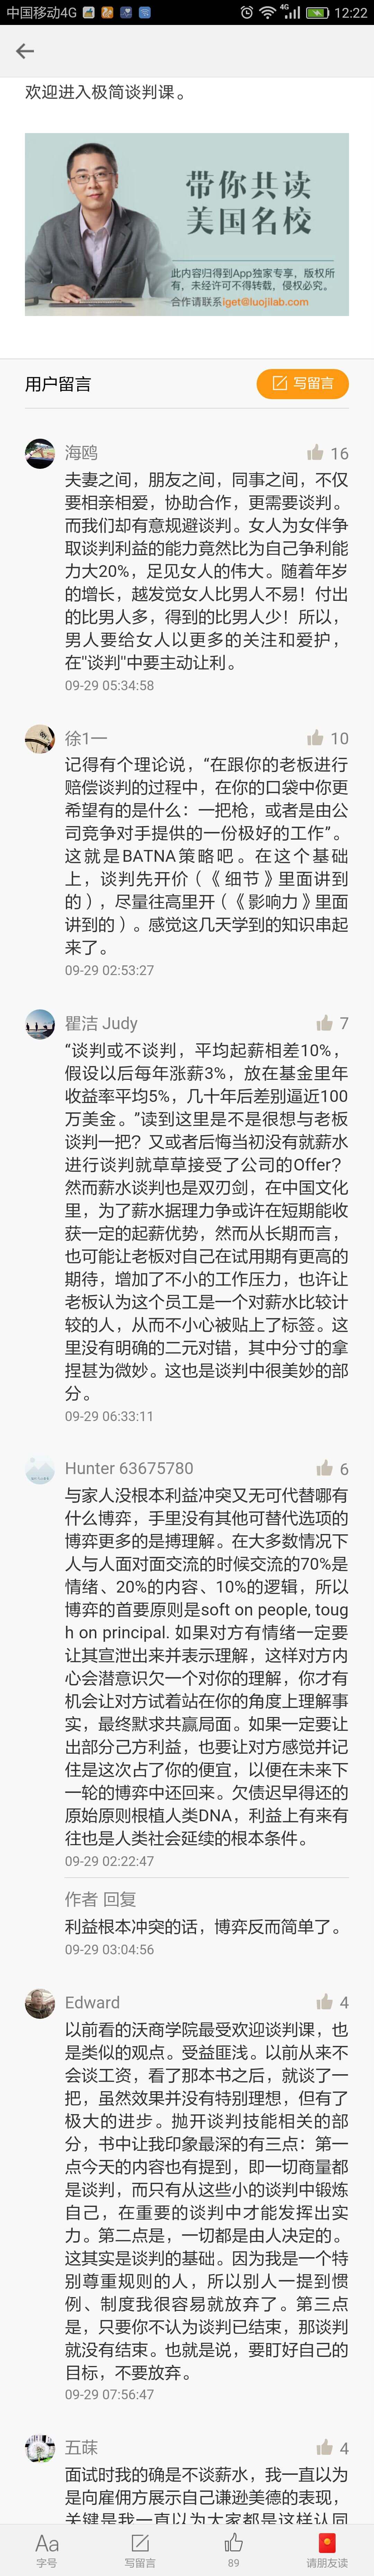 中国移动4G 4G 12:22
欢迎进入极简谈判课。
带你共读
美国名校
此内容归得到App独家专享，版权所
有，未经许可不得转载，侵权必究。
合作请联系iget@luojilab.com
用户留言 写留言
海鸥 16
夫妻之间，朋友之间，同事之间，不仅
要相亲相爱，协助合作，更需要谈判。
而我们却有意规避谈判。女人为女伴争
取谈判利益的能力竟然比为自己争利能
力大20%，足见女人的伟大。随着年岁
的增长，越发觉女人比男人不易！付出
的比男人多，得到的比男人少！所以，
男人要给女人以更多的关注和爱护，
在"谈判"中要主动让利。
09-29 05:34:58
徐1一 10
记得有个理论说，“在跟你的老板进行
赔偿谈判的过程中，在你的口袋中你更
希望有的是什么：一把枪，或者是由公
司竞争对手提供的一份极好的工作”。
这就是BATNA策略吧。在这个基础
上，谈判先开价（《细节》里面讲到
的），尽量往高里开（《影响力》里面
讲到的）。感觉这几天学到的知识串起
来了。
09-29 02:53:27
瞿洁 Judy 7
“谈判或不谈判，平均起薪相差10%，
假设以后每年涨薪3%，放在基金里年
收益率平均5%，几十年后差别逼近100
万美金。”读到这里是不是很想与老板
谈判一把？又或者后悔当初没有就薪水
进行谈判就草草接受了公司的Offer？
然而薪水谈判也是双刃剑，在中国文化
里，为了薪水据理力争或许在短期能收
获一定的起薪优势，然而从长期而言，
也可能让老板对自己在试用期有更高的
期待，增加了不小的工作压力，也许让
老板认为这个员工是一个对薪水比较计
较的人，从而不小心被贴上了标签。这
里没有明确的二元对错，其中分寸的拿
捏甚为微妙。这也是谈判中很美妙的部
分。
09-29 06:33:11
Hunter 63675780 6
与家人没根本利益冲突又无可代替哪有
什么博弈，手里没有其他可替代选项的
博弈更多的是搏理解。在大多数情况下
人与人面对面交流的时候交流的70%是
情绪、20%的内容、10%的逻辑，所以
博弈的首要原则是soft on people, toug
h on principal. 如果对方有情绪一定要
让其宣泄出来并表示理解，这样对方内
心会潜意识欠一个对你的理解，你才有
机会让对方试着站在你的角度上理解事
实，最终默求共赢局面。如果一定要让
出部分己方利益，也要让对方感觉并记
住是这次占了你的便宜，以便在未来下
一轮的博弈中还回来。欠债迟早得还的
原始原则根植人类DNA，利益上有来有
往也是人类社会延续的根本条件。
09-29 02:22:47
作者 回复
利益根本冲突的话，博弈反而简单了。
09-29 03:04:56
Edward 4
以前看的沃商学院最受欢迎谈判课，也
是类似的观点。受益匪浅。以前从来不
会谈工资，看了那本书之后，就谈了一
把，虽然效果并没有特别理想，但有了
极大的进步。抛开谈判技能相关的部
分，书中让我印象最深的有三点：第一
点今天的内容也有提到，即一切商量都
是谈判，而只有从这些小的谈判中锻炼
自己，在重要的谈判中才能发挥出实
力。第二点是，一切都是由人决定的。
这其实是谈判的基础。因为我是一个特
别尊重规则的人，所以别人一提到惯
例、制度我很容易就放弃了。第三点
是，只要你不认为谈判已结束，那谈判
就没有结束。也就是说，要盯好自己的
目标，不要放弃。
09-29 07:56:47
五莯 4
面试时我的确是不谈薪水，我一直以为
是向雇佣方展示自己谦逊美德的表现，
关键是我一直以为大家都是这样认同
Aa
字号 写留言 89 请朋友读